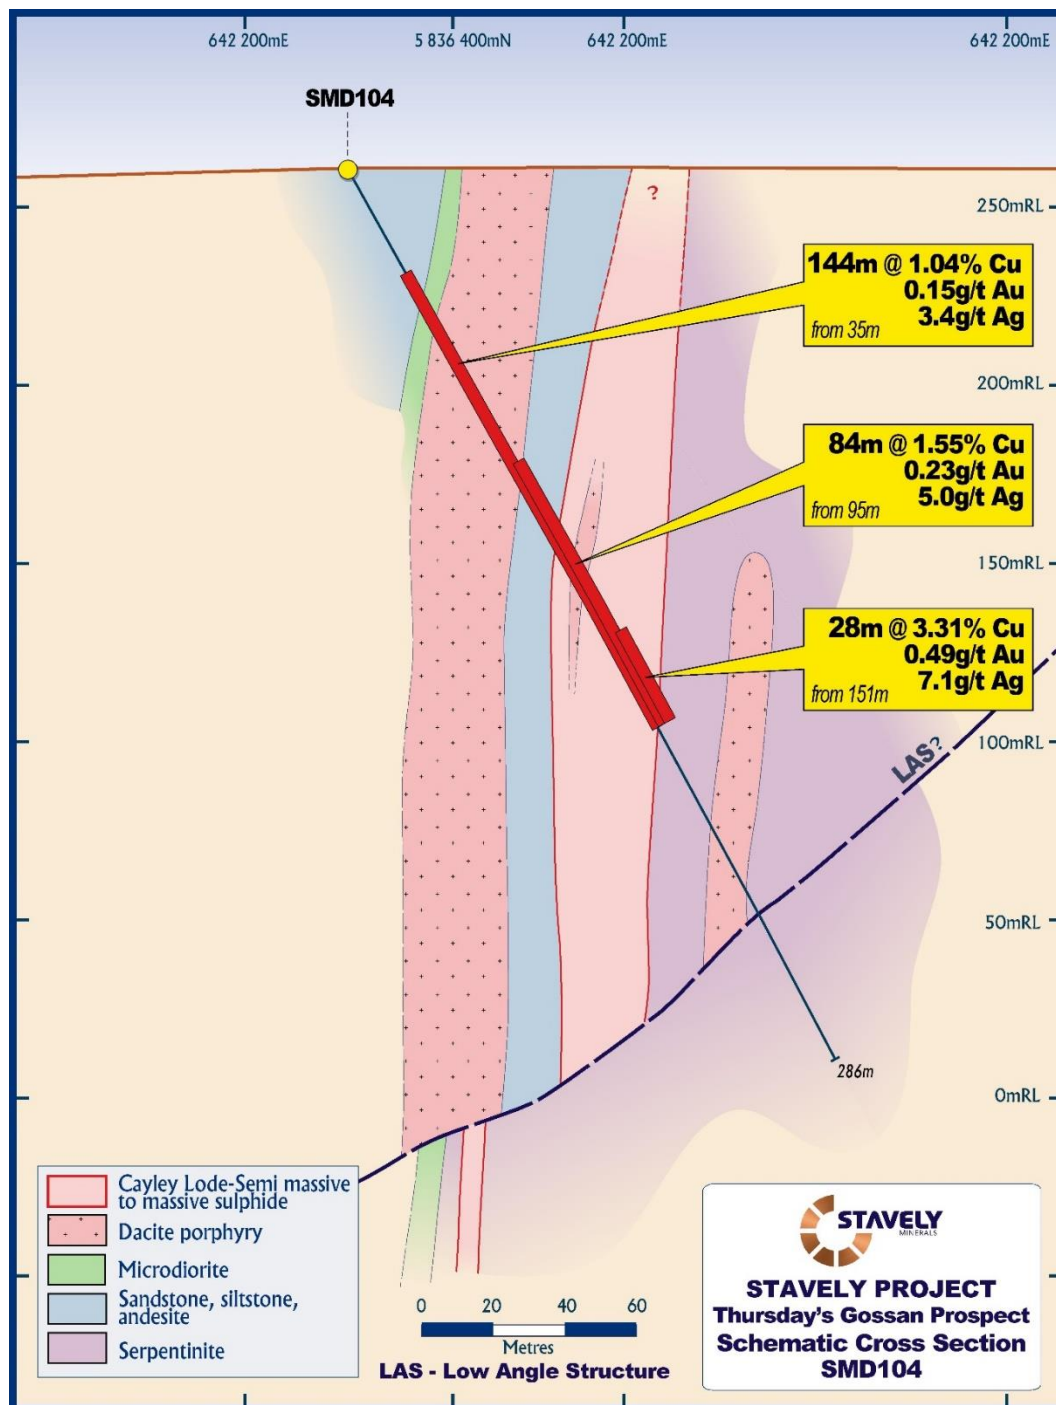 642 200mE
5 836 400mN
642 200mE
642 200mE
SMD104
?
250mRL
144m @ 1.04% Cu
0.15g/t Au
3.4g/t Ag
from 35m
200mRL
84m @ 1.55% Cu
0.23g/t Au
5.0g/t Ag
from 95m
150mRL
28m @ 3.31% Cu
0.49g/t Au
7.1g/t Ag
from 151m
100mRL
LAS?
50mRL
286m
0mRL
Cayley Lode-Semi massive
to massive sulphide
Dacite porphyry
Microdiorite
Sandstone, siltstone,
andesite
Serpentinite
0 20 40 60
Metres
LAS - Low Angle Structure
STAVELY
MINERALS
STAVELY PROJECT
Thursday's Gossan Prospect
Schematic Cross Section
SMD104